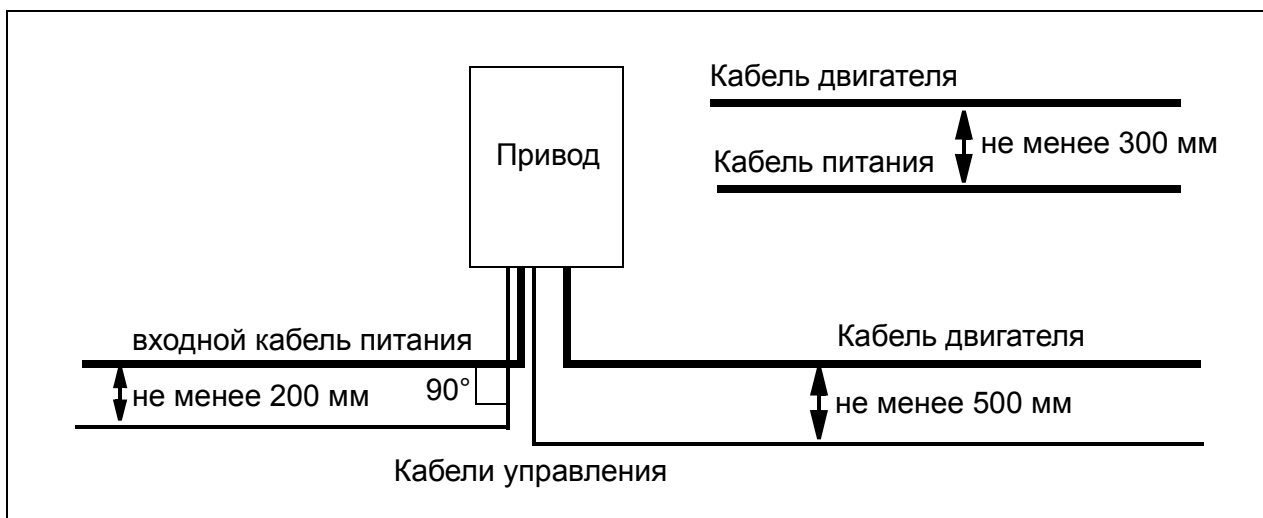 Кабель двигателя
не менее 300 мм
Привод
Кабель питания
входной кабель питания
Кабель двигателя
не менее 200 мм
90°
не менее 500 мм
Кабели управления